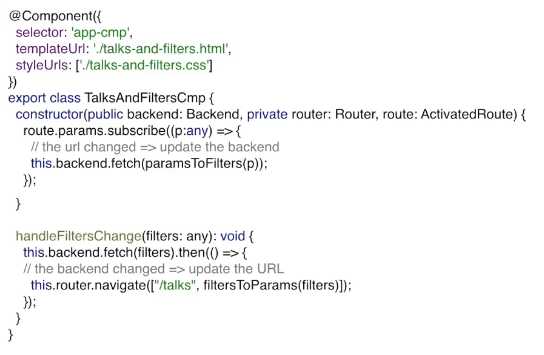 @Component({
  selector: 'app-cmp',
  templateUrl: './talks-and-filters.html',
  styleUrls: ['./talks-and-filters.css']
})
export class TalksAndFiltersCmp {
  constructor(public backend: Backend, private router: Router, route: ActivatedRoute) {
    route.params.subscribe((p:any) => {
      // the url changed => update the backend
      this.backend.fetch(paramsToFilters(p));
    });
  }
  handleFiltersChange(filters: any): void {
    this.backend.fetch(filters).then(() => {
    // the backend changed => update the URL
      this.router.navigate(["/talks", filtersToParams(filters)]);
    });
  }
}